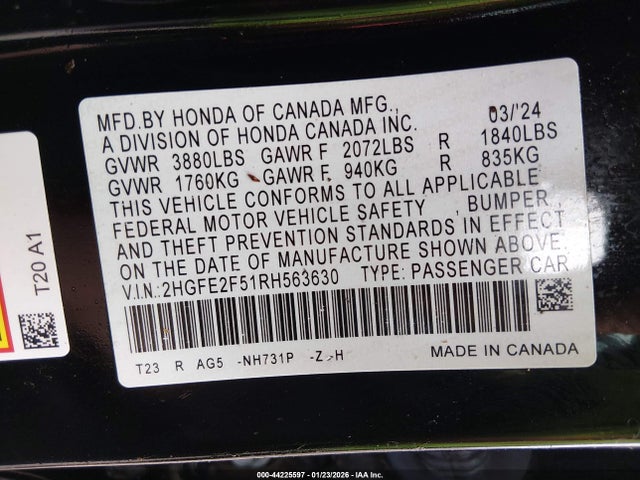 MFD.BY HONDA OF CANADA MFG., 03/'24
A DIVISION OF HONDA CANADA INC.
GVWR 3880LBS GAWR F 2072LBS R 1840LBS
GVWR 1760KG GAWR F 940KG R 835KG
THIS VEHICLE CONFORMS TO ALL APPLICABLE
FEDERAL MOTOR VEHICLE SAFETY , BUMPER ,
AND THEFT PREVENTION STANDARDS IN EFFECT
ON THE DATE OF MANUFACTURE SHOWN ABOVE.
V.I.N.: 2HGFE2F51RH563630 TYPE: PASSENGER CAR
T23 R AG5 -NH731P -Z -H MADE IN CANADA
T20 A1
000-44225597 - 01/23/2026 - IAA Inc.